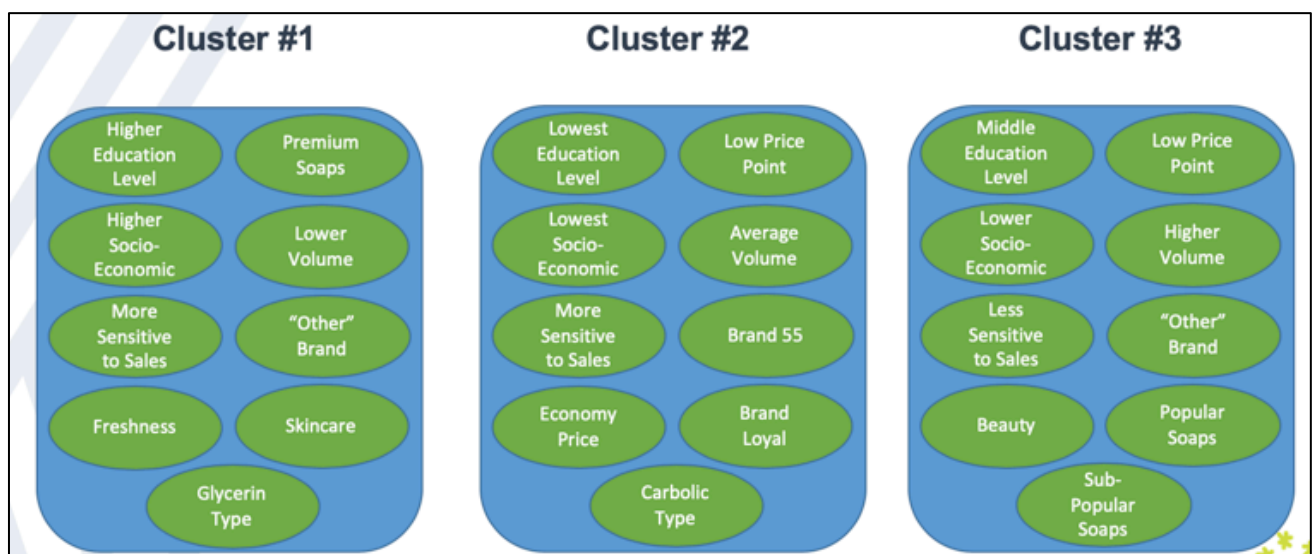 Cluster #1
Higher
Education
Level
Premium
Soaps
Higher
Socio-
Economic
Lower
Volume
More
Sensitive
to Sales
“Other”
Brand
Freshness
Skincare
Glycerin
Type
Cluster #2
Lowest
Education
Level
Low Price
Point
Lowest
Socio-
Economic
Average
Volume
More
Sensitive
to Sales
Brand 55
Economy
Price
Brand
Loyal
Carbolic
Type
Cluster #3
Middle
Education
Level
Low Price
Point
Lower
Socio-
Economic
Higher
Volume
Less
Sensitive
to Sales
“Other”
Brand
Beauty
Popular
Soaps
Sub-
Popular
Soaps